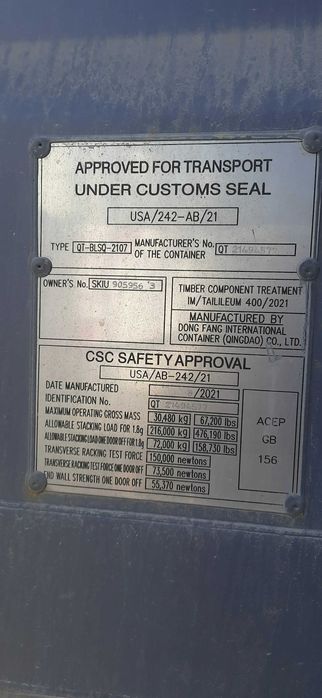 APPROVED FOR TRANSPORT
UNDER CUSTOMS SEAL
USA/242-AB/21
TYPE QT-BLSQ-2107 MANUFACTURER'S No. OF THE CONTAINER QT
OWNER'S No. SKIU 905956 3
TIMBER COMPONENT TREATMENT
IM/TAILILEUM 400/2021
MANUFACTURED BY
DONG FANG INTERNATIONAL
CONTAINER (QINGDAO) CO., LTD.
CSC SAFETY APPROVAL
USA/AB-242/21
DATE MANUFACTURED /2021
IDENTIFICATION No. QT
MAXIMUM OPERATING GROSS MASS 30,480 kg 67,200 lbs
ALLOWABLE STACKING LOAD FOR 1.8g 216,000 kg 476,190 lbs
ALLOWABLE STACKING LOAD ONE DOOR OFF FOR 1.8g 72,000 kg 158,730 lbs
TRANSVERSE RACKING TEST FORCE 150,000 newtons
TRANSVERSE RACKING TEST FORCE ONE DOOR OFF 73,500 newtons
END WALL STRENGTH ONE DOOR OFF 55,370 newtons
ACEP
GB
156